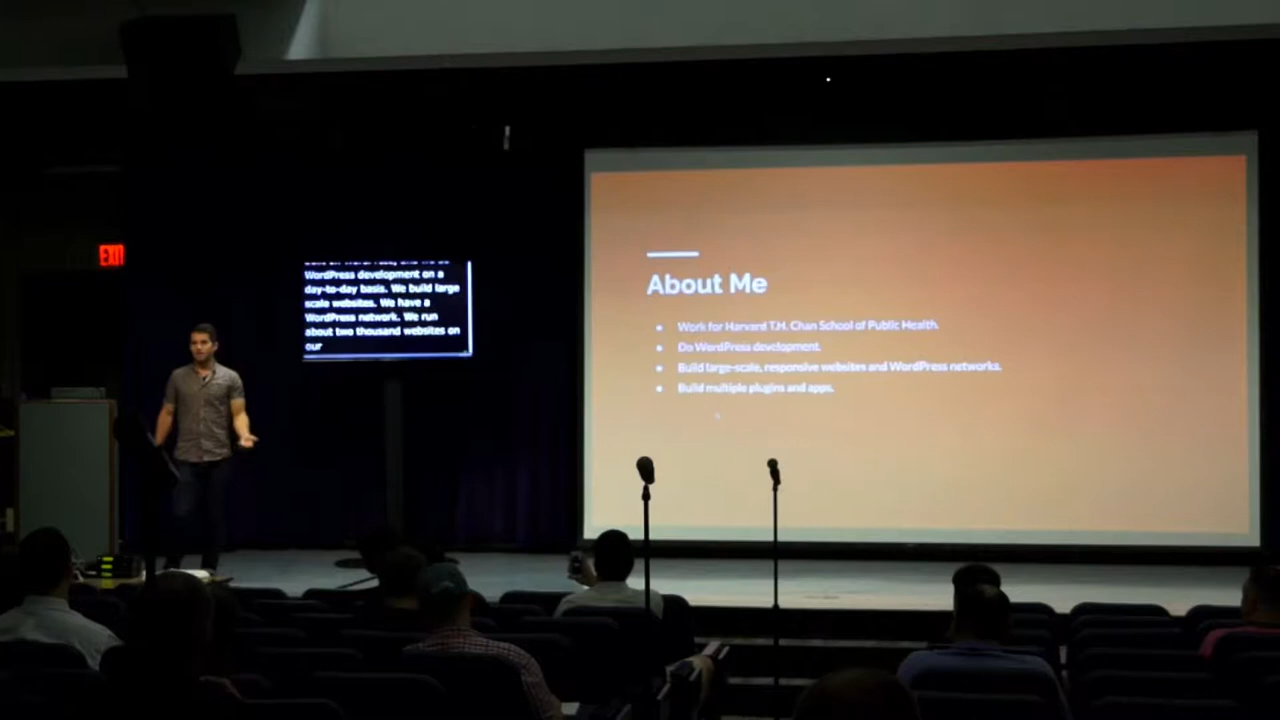 EXIT
WordPress development on a
day-to-day basis. We build large
scale websites. We have a
WordPress network. We run
about two thousand websites on
our
About Me
Work for Harvard T.H. Chan School of Public Health.
Do WordPress development.
Build large-scale, responsive websites and WordPress networks.
Build multiple plugins and apps.